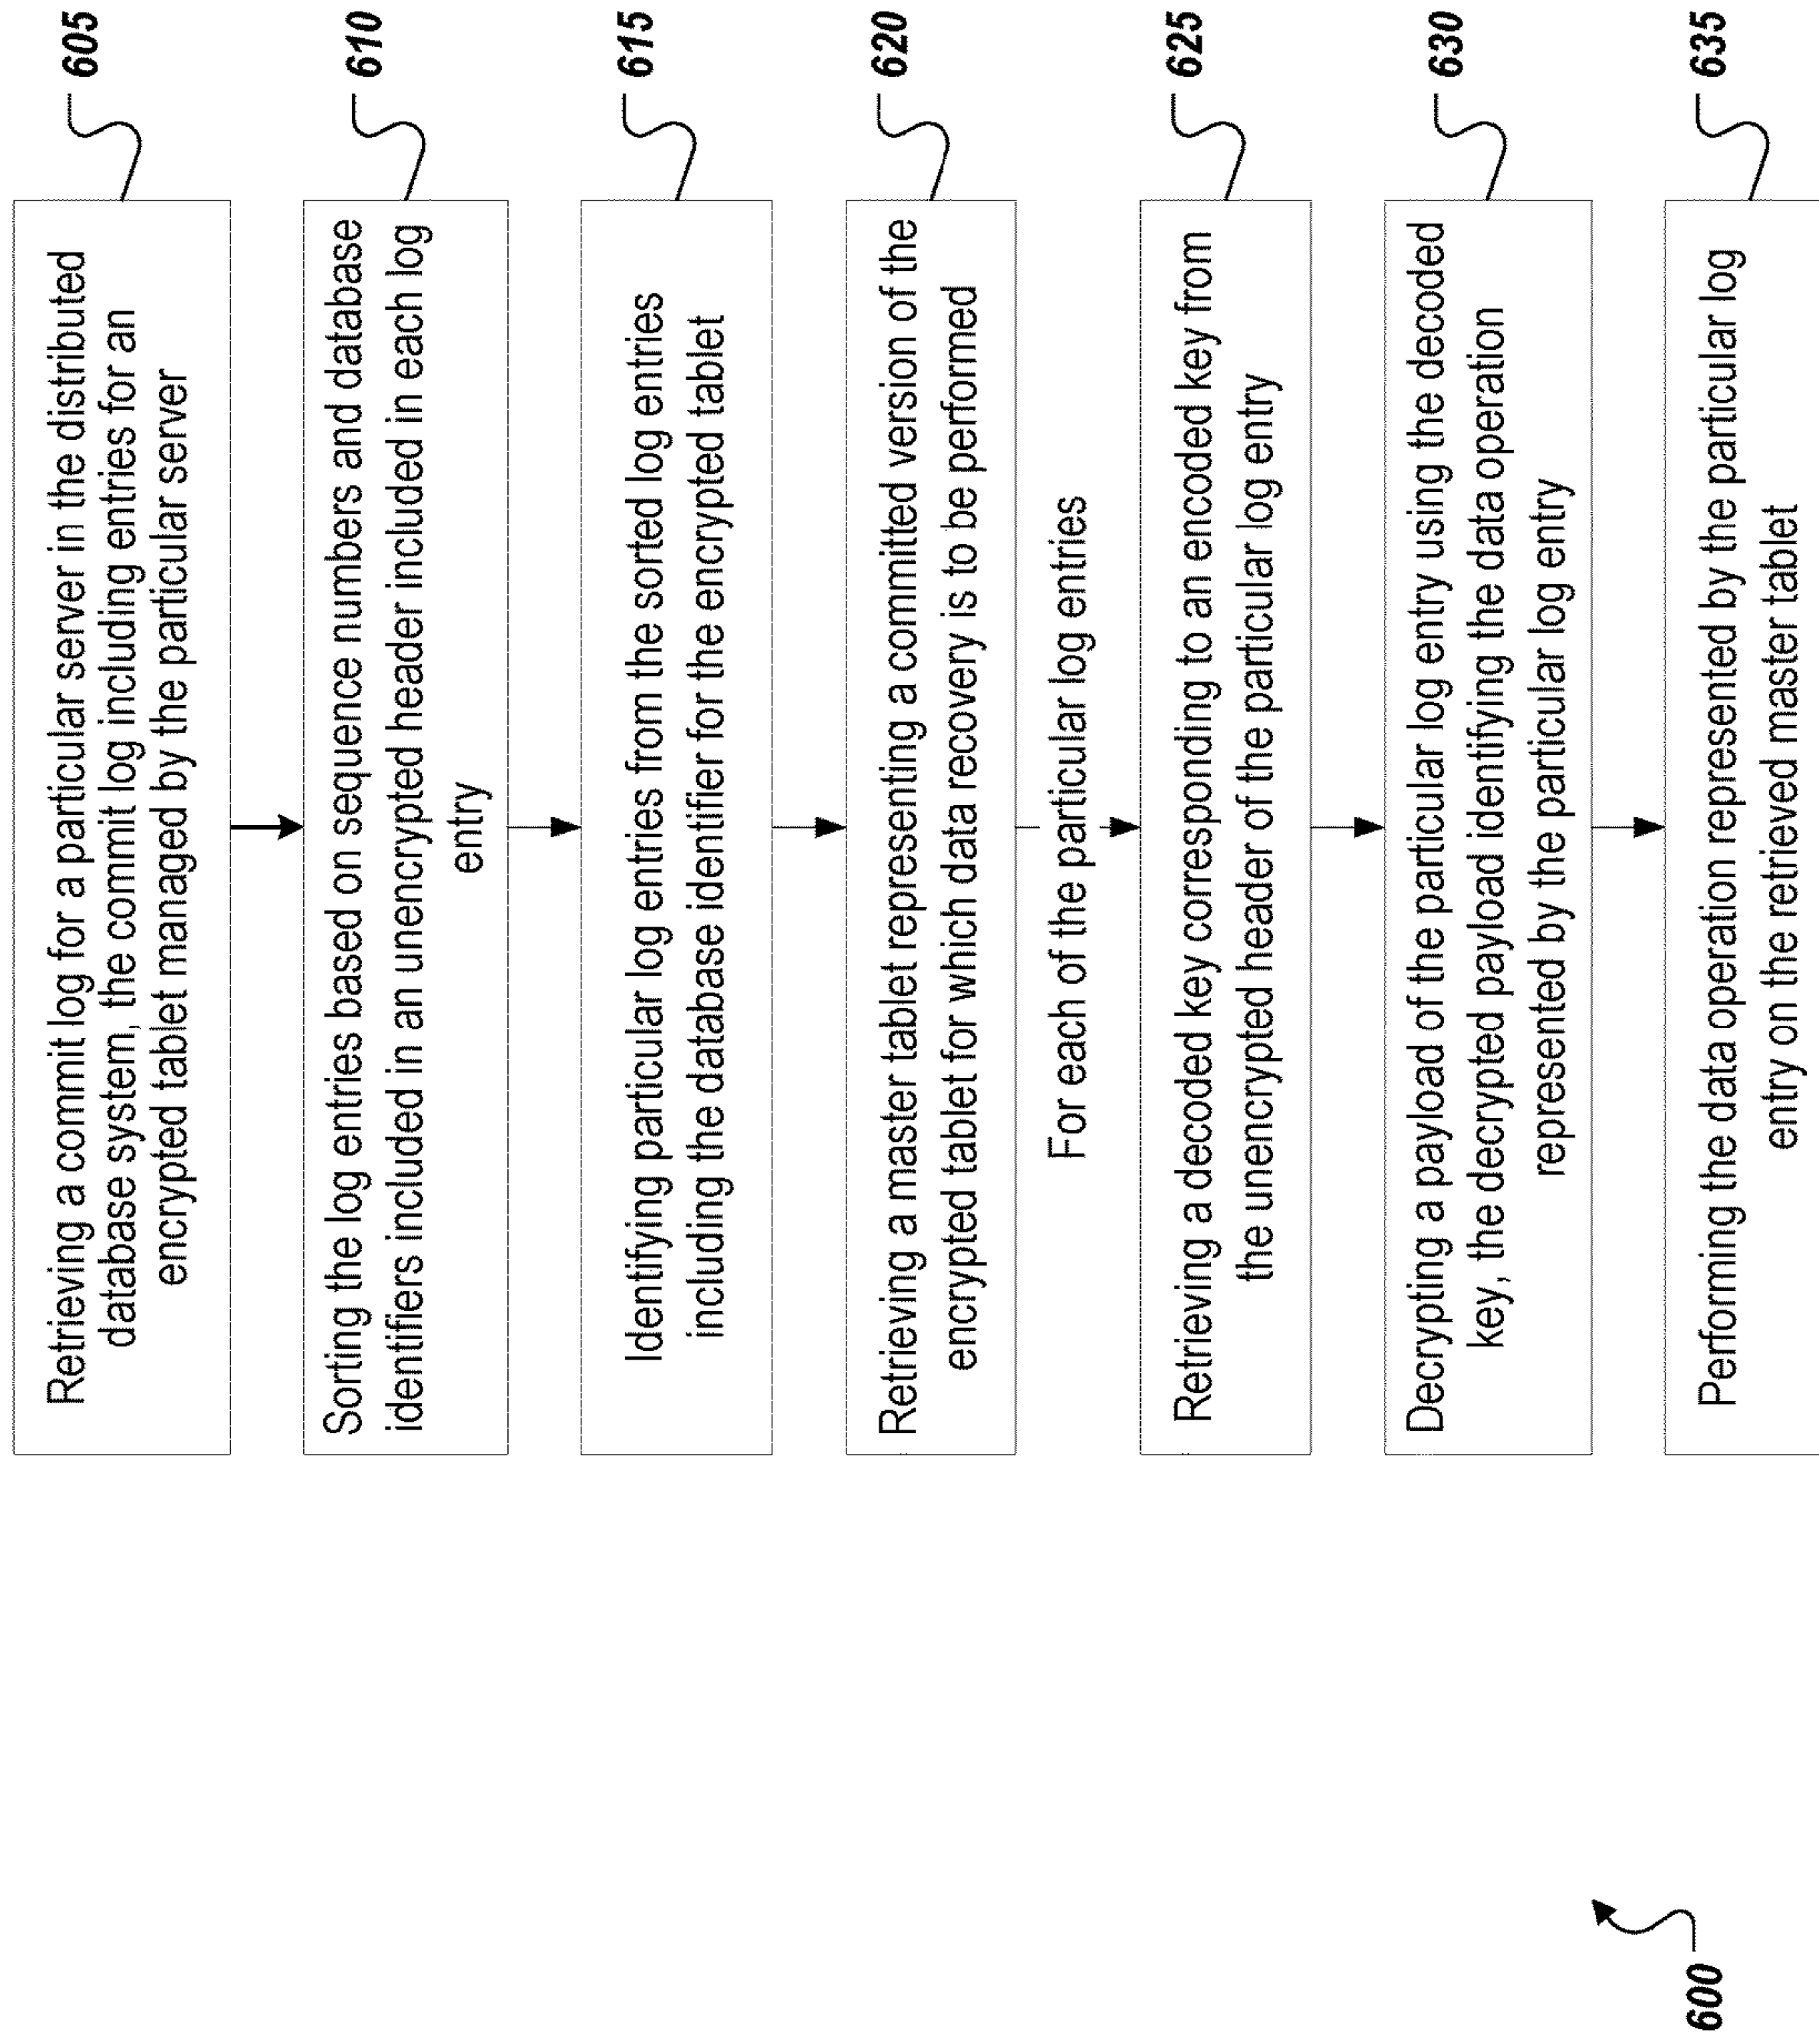 Retrieving a commit log for a particular server in the distributed
database system, the commit log including entries for an
encrypted tablet managed by the particular server
605
Sorting the log entries based on sequence numbers and database
identifiers included in an unencrypted header included in each log
entry
610
Identifying particular log entries from the sorted log entries
including the database identifier for the encrypted tablet
615
Retrieving a master tablet representing a committed version of the
encrypted tablet for which data recovery is to be performed
620
For each of the particular log entries
Retrieving a decoded key corresponding to an encoded key from
the unencrypted header of the particular log entry
625
Decrypting a payload of the particular log entry using the decoded
key, the decrypted payload identifying the data operation
represented by the particular log entry
630
Performing the data operation represented by the particular log
entry on the retrieved master tablet
635
600